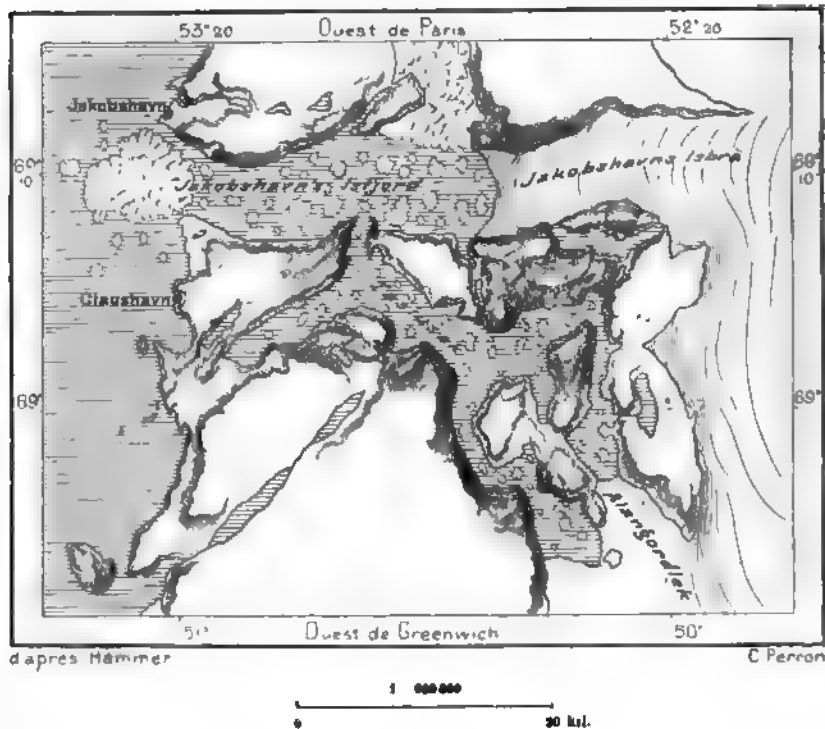 53°20 Ouest de Paris 52°20
Jakobshavn
69°
10'
Jakobshavns Isfjord
Jakobshavns Isbræ
69°
10'
Claushavn
69°
69°
Alangordlek
51° Ouest de Greenwich 50°
d'après Hammer
C. Perron
0
20 kil.